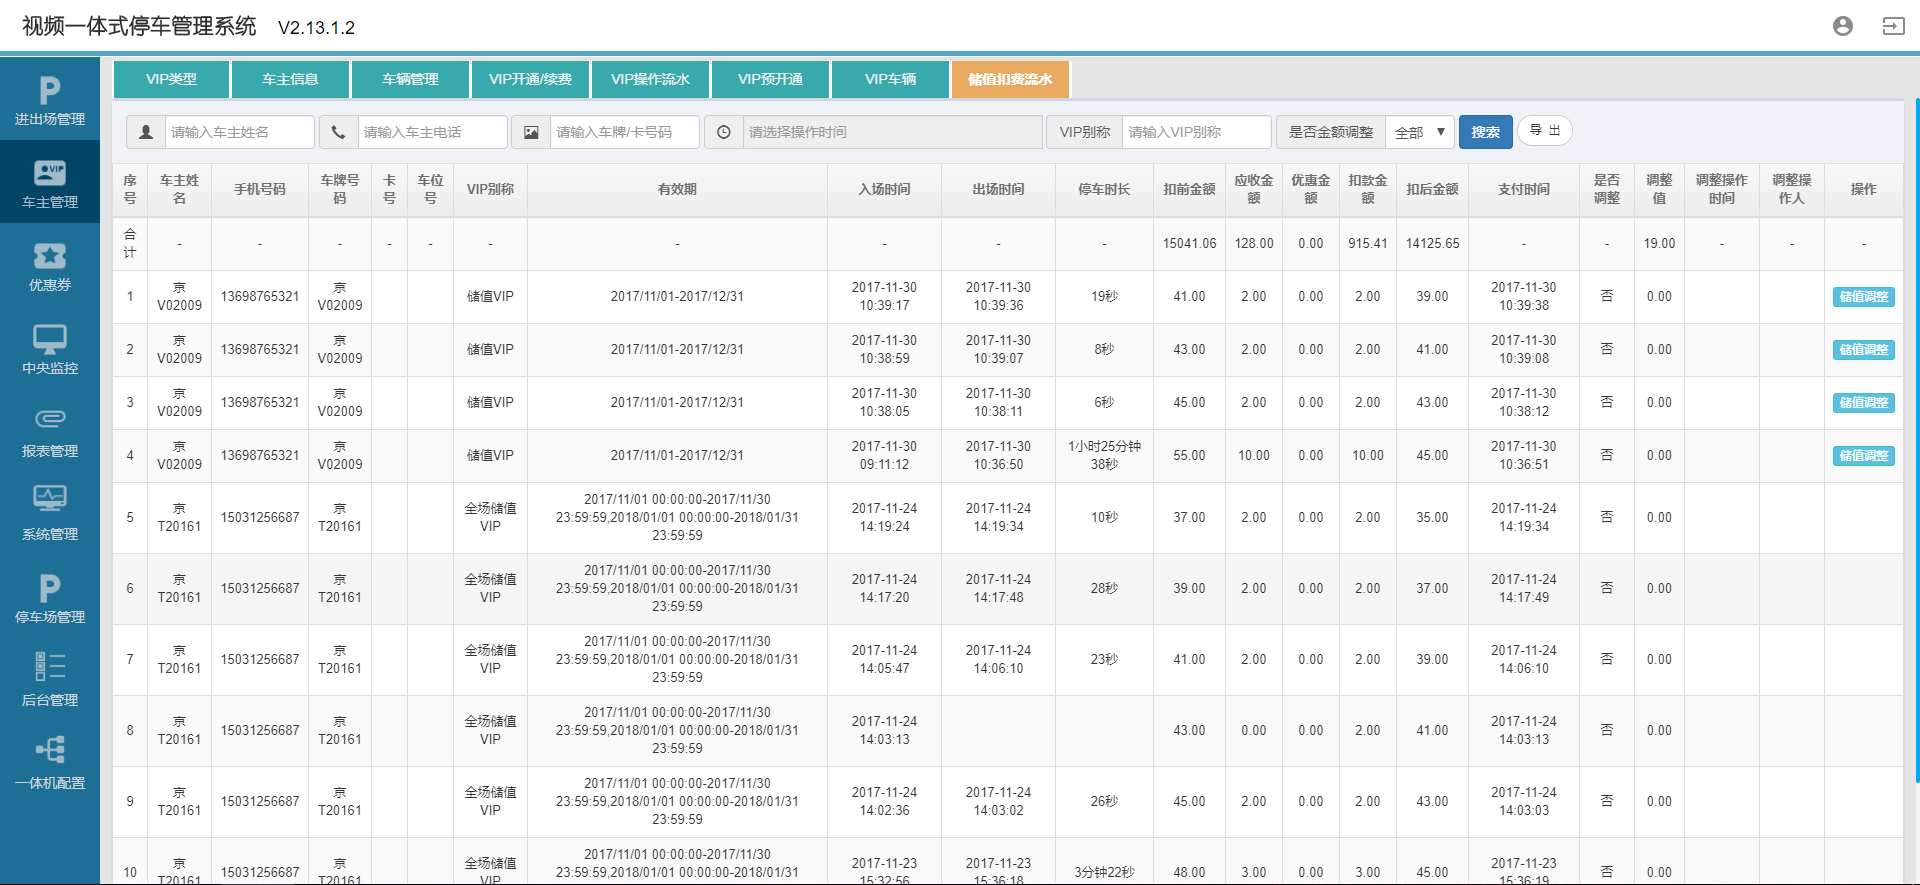 视频一体式停车管理系统 V2.13.1.2
进出场管理
车主管理
优惠券
中央监控
报表管理
系统管理
停车场管理
后台管理
一体机配置
VIP类型 车主信息 车辆管理 VIP开通/续费 VIP操作流水 VIP预开通 VIP车辆 储值扣费流水
请输入车主姓名 请输入车主电话 请输入车牌/卡号码 请选择操作时间 VIP别称 请输入VIP别称 是否金额调整 全部 ▼ 搜索 导 出
序号 车主姓名 手机号码 车牌号码 卡号 车位号 VIP别称 有效期 入场时间 出场时间 停车时长 扣前金额 应收金额 优惠金额 扣款金额 扣后金额 支付时间 是否调整 调整值 调整操作时间 调整操作人 操作
合计 - - - - - - - - - - 15041.06 128.00 0.00 915.41 14125.65 - - 19.00 - - -
1 京V02009 13698765321 京V02009 储值VIP 2017/11/01-2017/12/31 2017-11-30 10:39:17 2017-11-30 10:39:36 19秒 41.00 2.00 0.00 2.00 39.00 2017-11-30 10:39:38 否 0.00 储值调整
2 京V02009 13698765321 京V02009 储值VIP 2017/11/01-2017/12/31 2017-11-30 10:38:59 2017-11-30 10:39:07 8秒 43.00 2.00 0.00 2.00 41.00 2017-11-30 10:39:08 否 0.00 储值调整
3 京V02009 13698765321 京V02009 储值VIP 2017/11/01-2017/12/31 2017-11-30 10:38:05 2017-11-30 10:38:11 6秒 45.00 2.00 0.00 2.00 43.00 2017-11-30 10:38:12 否 0.00 储值调整
4 京V02009 13698765321 京V02009 储值VIP 2017/11/01-2017/12/31 2017-11-30 09:11:12 2017-11-30 10:36:50 1小时25分钟38秒 55.00 10.00 0.00 10.00 45.00 2017-11-30 10:36:51 否 0.00 储值调整
5 京T20161 15031256687 京T20161 全场储值VIP 2017/11/01 00:00:00-2017/11/30 23:59:59,2018/01/01 00:00:00-2018/01/31 23:59:59 2017-11-24 14:19:24 2017-11-24 14:19:34 10秒 37.00 2.00 0.00 2.00 35.00 2017-11-24 14:19:34 否 0.00
6 京T20161 15031256687 京T20161 全场储值VIP 2017/11/01 00:00:00-2017/11/30 23:59:59,2018/01/01 00:00:00-2018/01/31 23:59:59 2017-11-24 14:17:20 2017-11-24 14:17:48 28秒 39.00 2.00 0.00 2.00 37.00 2017-11-24 14:17:49 否 0.00
7 京T20161 15031256687 京T20161 全场储值VIP 2017/11/01 00:00:00-2017/11/30 23:59:59,2018/01/01 00:00:00-2018/01/31 23:59:59 2017-11-24 14:05:47 2017-11-24 14:06:10 23秒 41.00 2.00 0.00 2.00 39.00 2017-11-24 14:06:10 否 0.00
8 京T20161 15031256687 京T20161 全场储值VIP 2017/11/01 00:00:00-2017/11/30 23:59:59,2018/01/01 00:00:00-2018/01/31 23:59:59 2017-11-24 14:03:13 43.00 0.00 0.00 2.00 41.00 2017-11-24 14:03:13 否 0.00
9 京T20161 15031256687 京T20161 全场储值VIP 2017/11/01 00:00:00-2017/11/30 23:59:59,2018/01/01 00:00:00-2018/01/31 23:59:59 2017-11-24 14:02:36 2017-11-24 14:03:02 26秒 45.00 2.00 0.00 2.00 43.00 2017-11-24 14:03:03 否 0.00
10 京T20161 15031256687 京T20161 全场储值VIP 2017/11/01 00:00:00-2017/11/30 23:59:59,2018/01/01 00:00:00-2018/01/31 2017-11-23 15:32:56 2017-11-23 15:36:18 3分钟22秒 48.00 3.00 0.00 3.00 45.00 2017-11-23 15:36:19 否 0.00